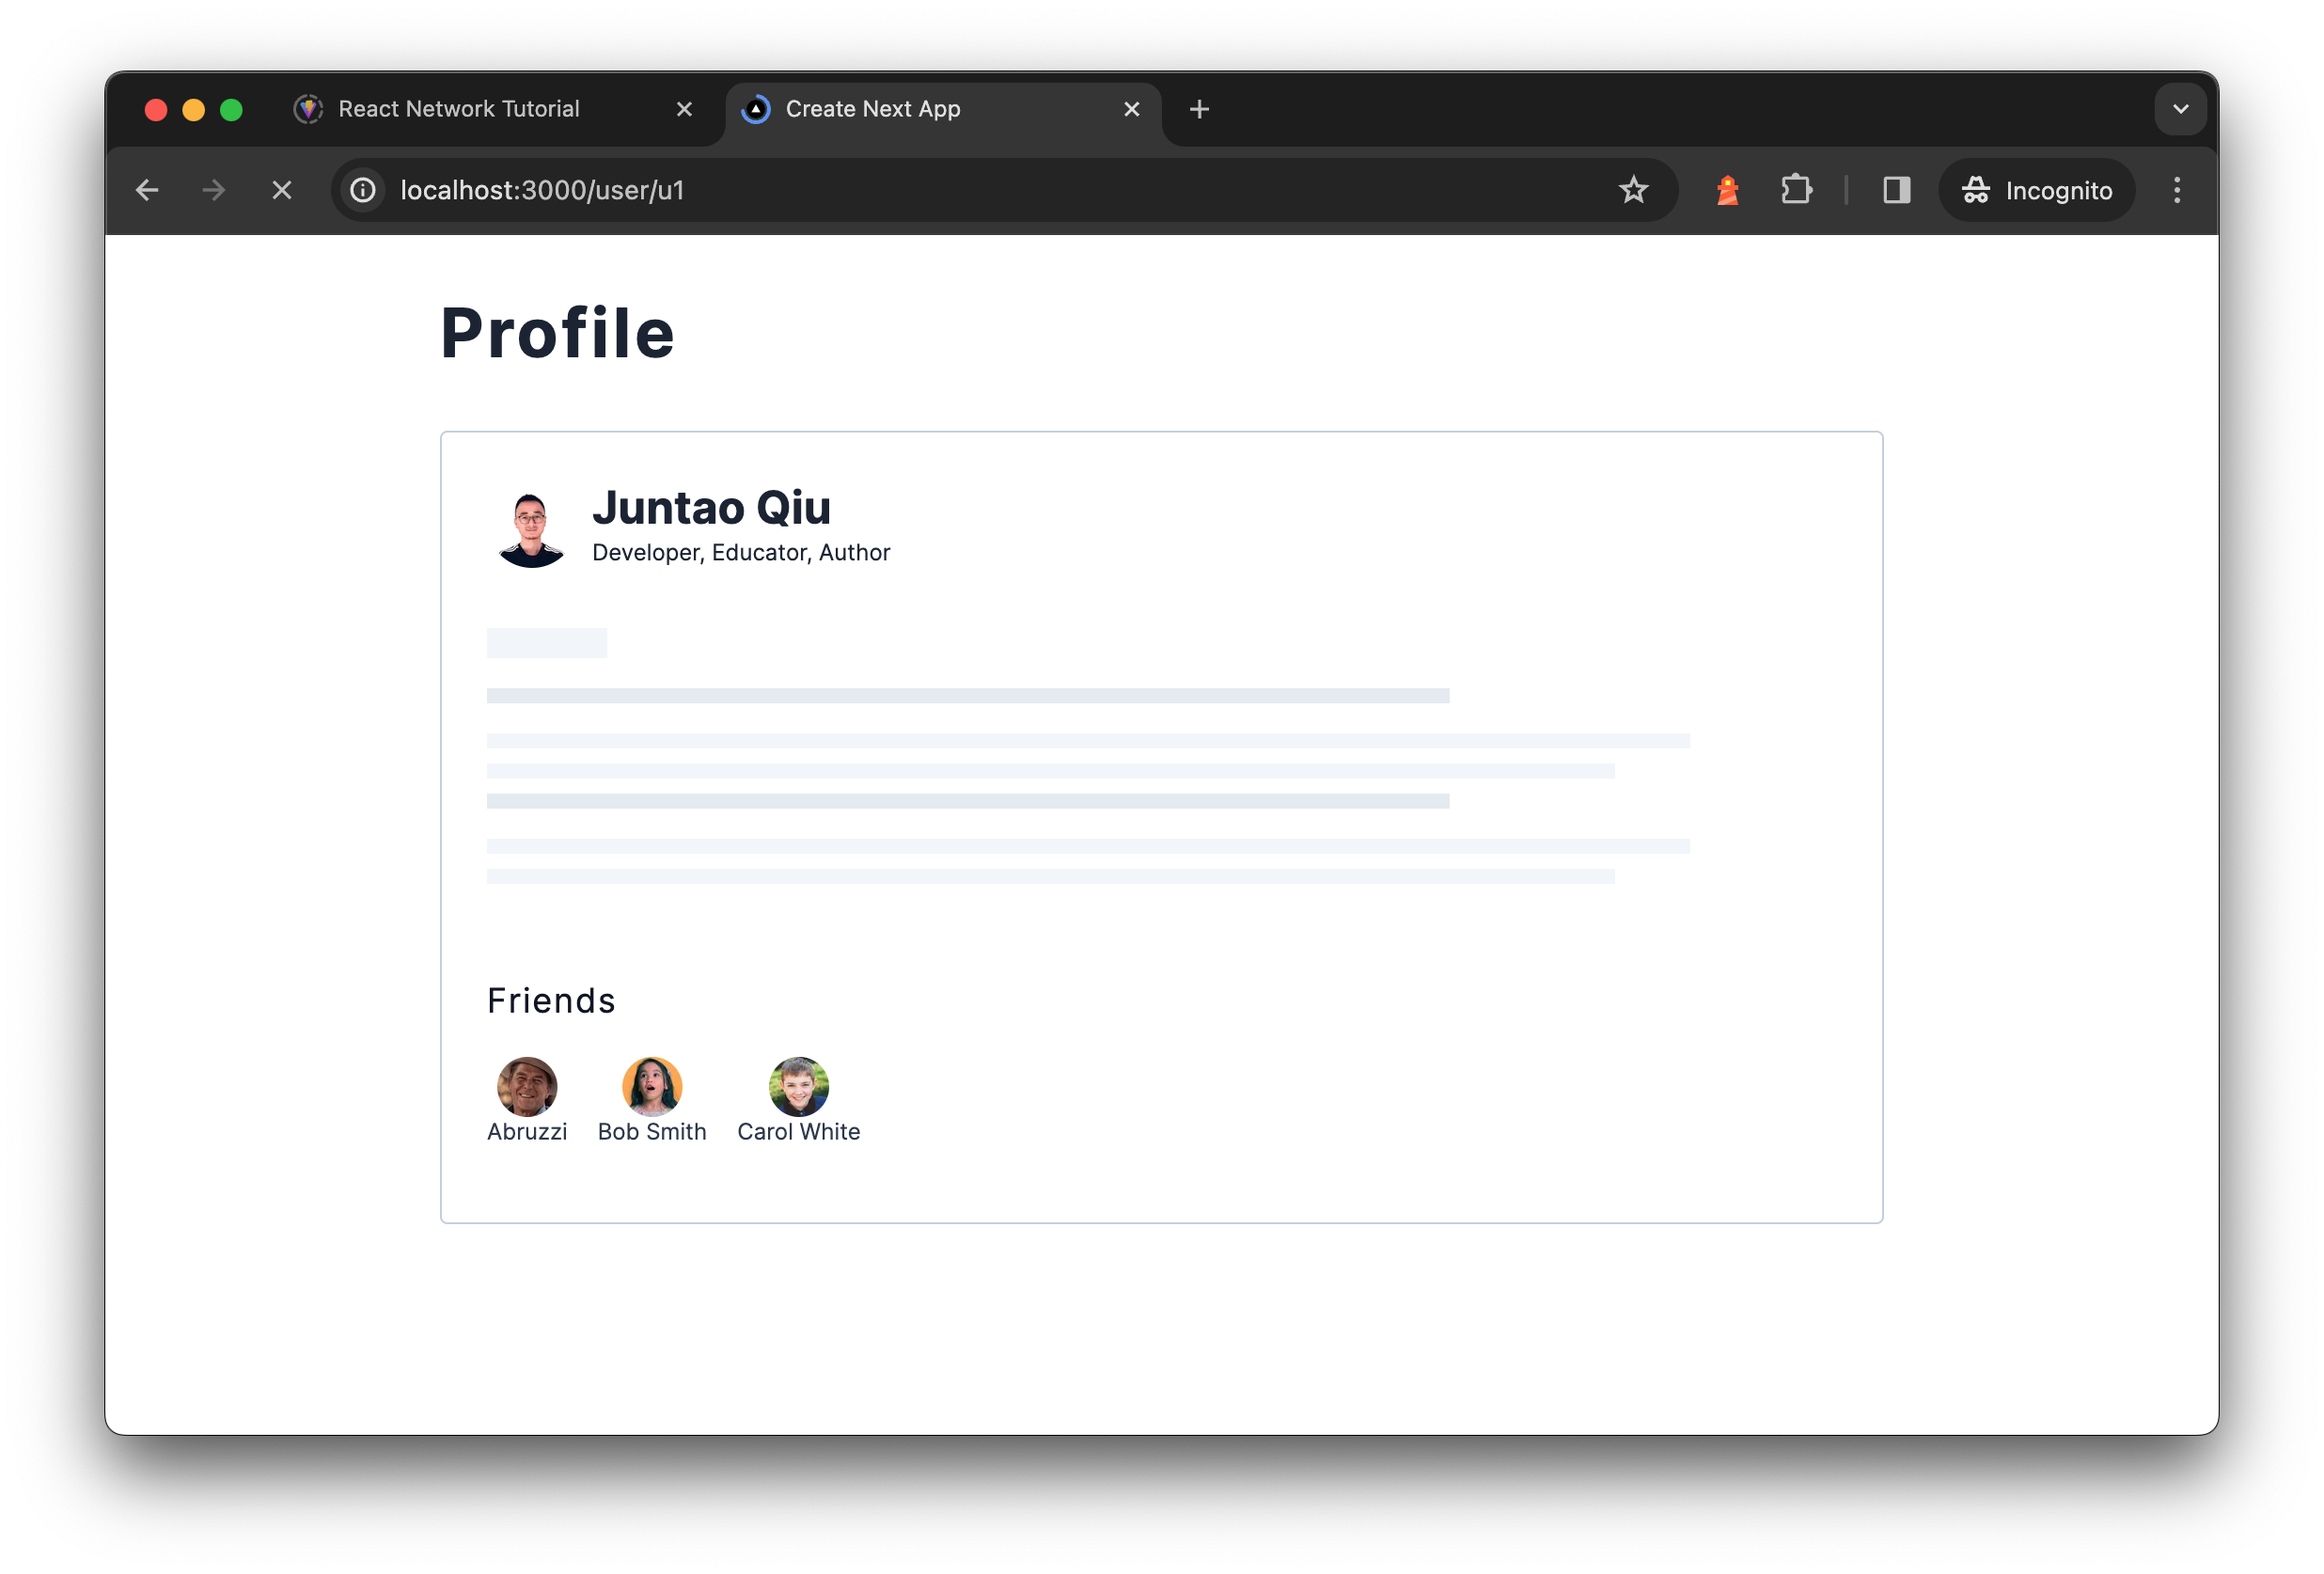 React Network Tutorial
Create Next App
localhost:3000/user/u1
Incognito
Profile
Juntao Qiu
Developer, Educator, Author
Friends
Abruzzi Bob Smith Carol White